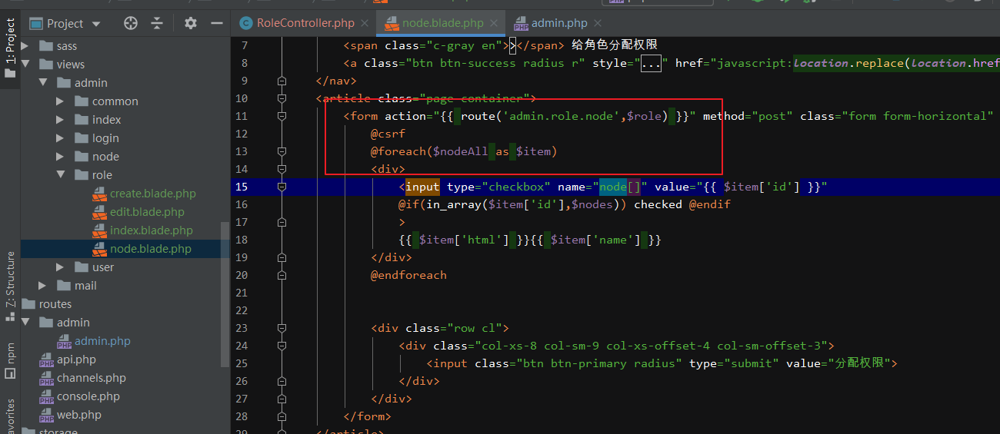 Project
RoleController.php
node.blade.php
admin.php
1: Project
Z: Structure
npm
sass
views
admin
common
index
login
node
role
create.blade.php
edit.blade.php
index.blade.php
node.blade.php
user
mail
routes
admin
admin.php
api.php
channels.php
console.php
web.php
storage
7 <span class="c-gray en">></span> 给角色分配权限
8 <a class="btn btn-success radius r" style="..." href="javascript:location.replace(location.href
9 </nav>
10 <article class="page-container">
11 <form action="{{ route('admin.role.node',$role) }}" method="post" class="form form-horizontal"
12 @csrf
13 @foreach($nodeAll as $item)
14 <div>
15 <input type="checkbox" name="node[]" value="{{ $item['id'] }}"
16 @if(in_array($item['id'],$nodes)) checked @endif
17 >
18 {{ $item['html'] }}{{ $item['name'] }}
19 </div>
20 @endforeach
21
22
23 <div class="row cl">
24 <div class="col-xs-8 col-sm-9 col-xs-offset-4 col-sm-offset-3">
25 <input class="btn btn-primary radius" type="submit" value="分配权限">
26 </div>
27 </div>
28 </form>
29 </article>